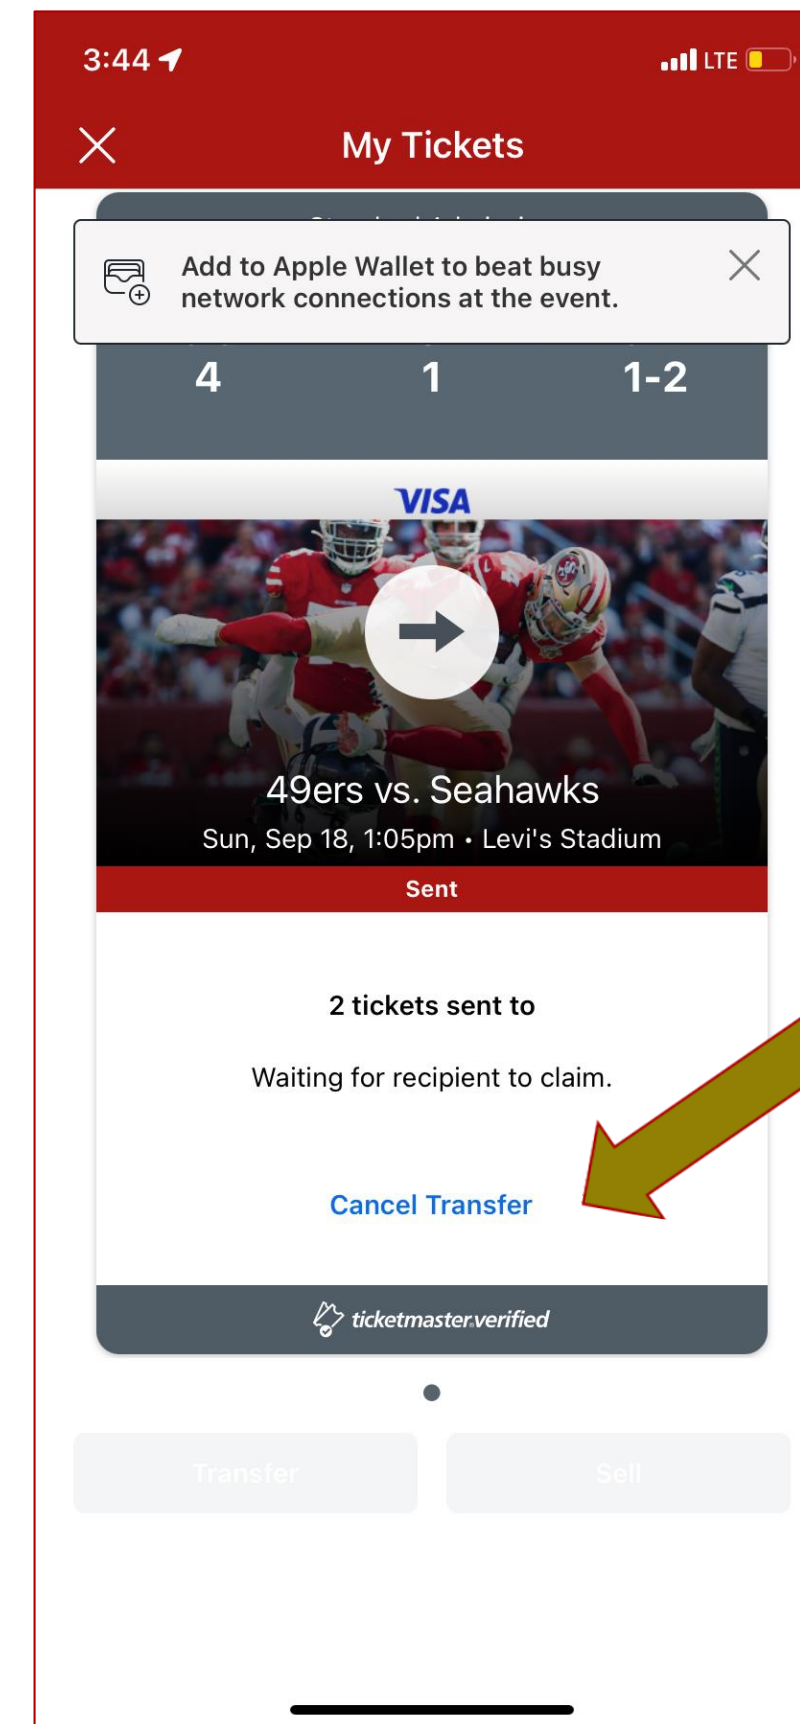 3:44
LTE
My Tickets
Add to Apple Wallet to beat busy
network connections at the event.
4 1 1-2
VISA
49ers vs. Seahawks
Sun, Sep 18, 1:05pm • Levi's Stadium
Sent
2 tickets sent to
Waiting for recipient to claim.
Cancel Transfer
ticketmaster.verified
Transfer Sell